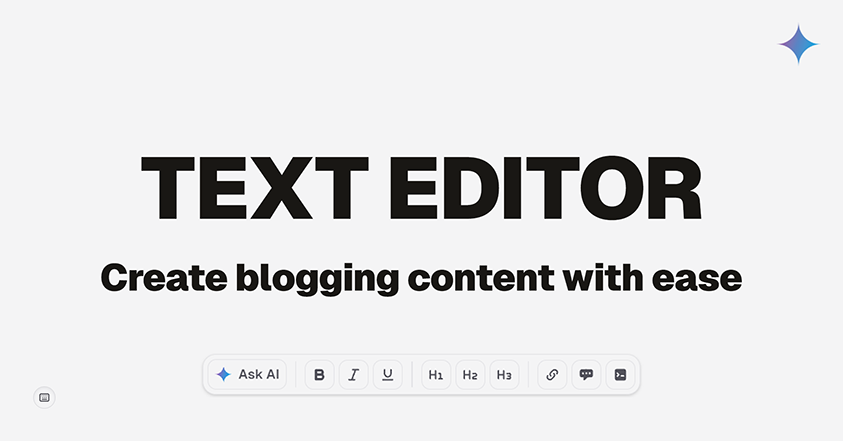 TEXT EDITOR
Create blogging content with ease
Ask AI B I U H1 H2 H3